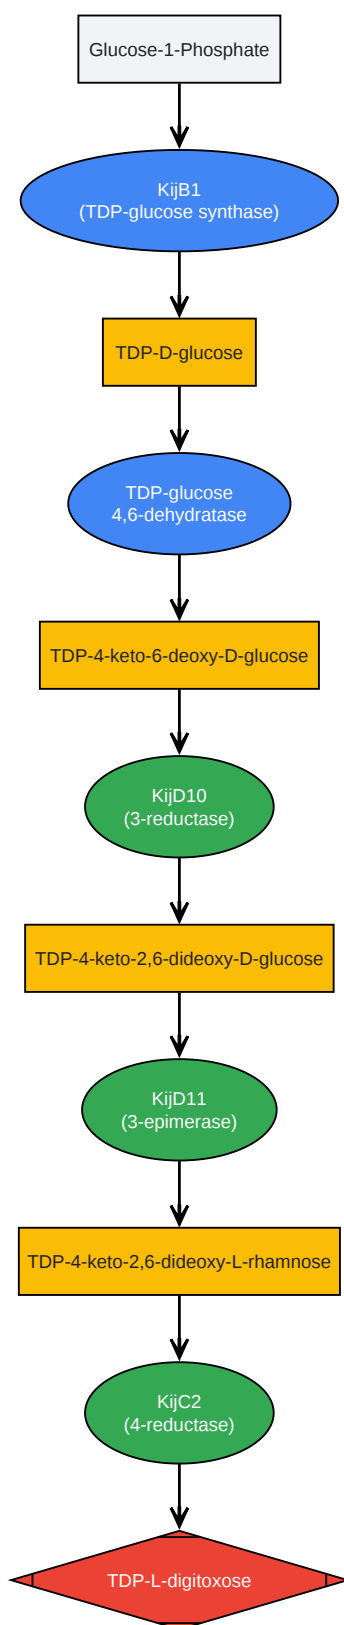 Glucose-1-Phosphate
KijB1
(TDP-glucose synthase)
TDP-D-glucose
TDP-glucose
4,6-dehydratase
TDP-4-keto-6-deoxy-D-glucose
KijD10
(3-reductase)
TDP-4-keto-2,6-dideoxy-D-glucose
KijD11
(3-epimerase)
TDP-4-keto-2,6-dideoxy-L-rhamnose
KijC2
(4-reductase)
TDP-L-digitoxose